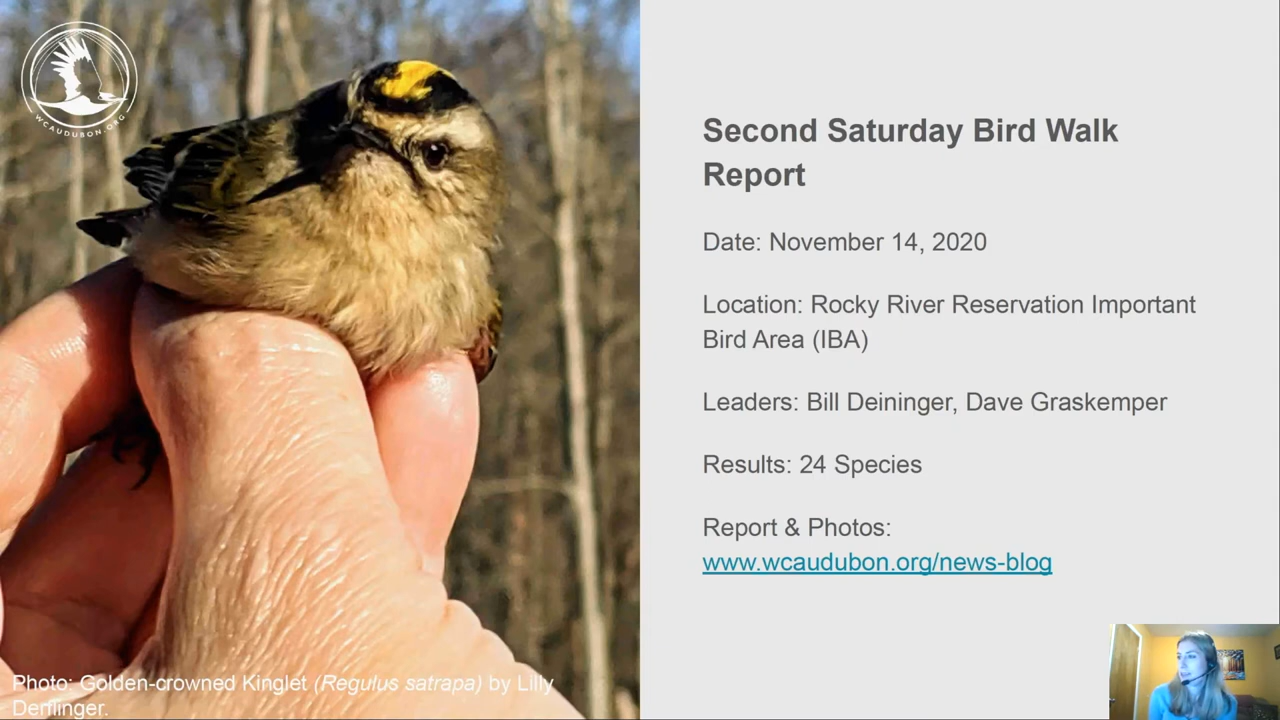 WCAUDUBON.ORG
Second Saturday Bird Walk
Report
Date: November 14, 2020
Location: Rocky River Reservation Important
Bird Area (IBA)
Leaders: Bill Deininger, Dave Graskemper
Results: 24 Species
Report & Photos:
www.wcaudubon.org/news-blog
Photo: Golden-crowned Kinglet (Regulus satrapa) by Lilly
Derflinger.